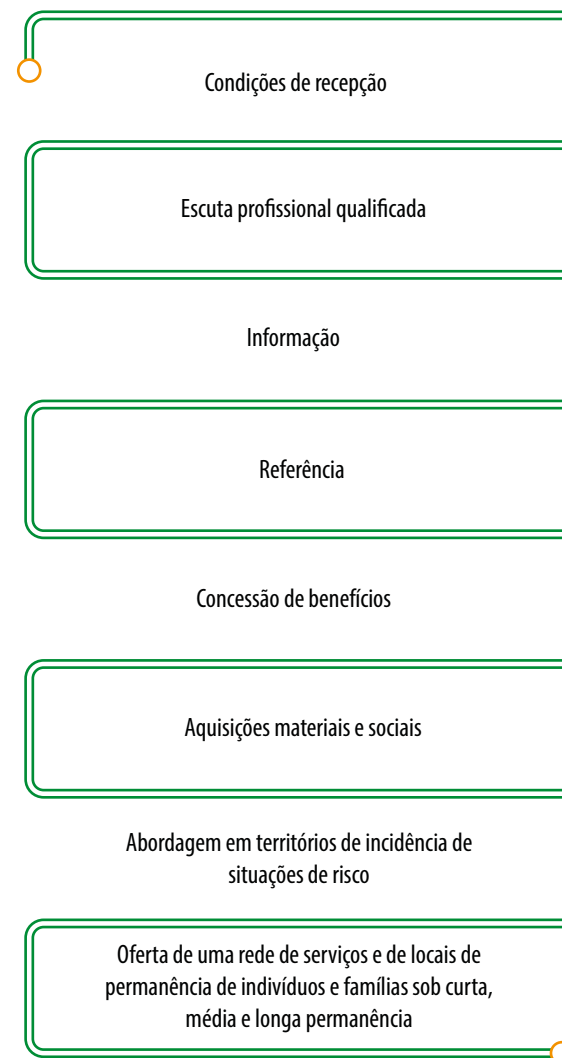 Condições de recepção
Escuta profissional qualificada
Informação
Referência
Concessão de benefícios
Aquisições materiais e sociais
Abordagem em territórios de incidência de
situações de risco
Oferta de uma rede de serviços e de locais de
permanência de indivíduos e famílias sob curta,
média e longa permanência